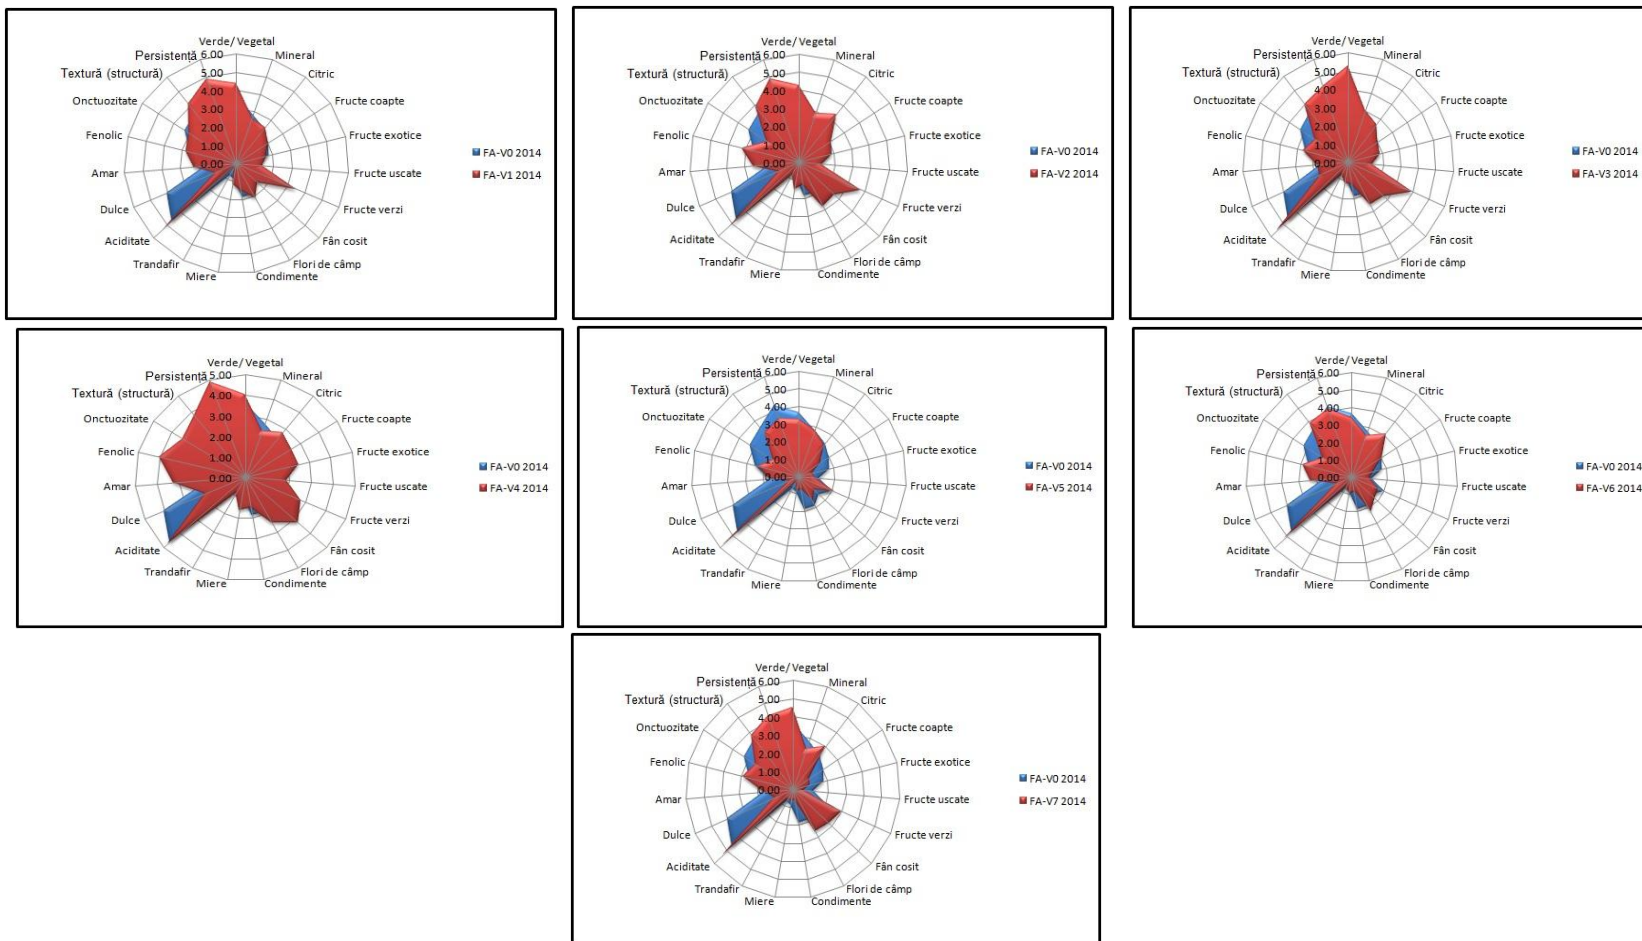 Verde/ Vegetal
Persistență
6.00
Mineral
Textură (structură)
5.00
Citric
Onctuozitate
4.00
Fructe coapte
3.00
Fenolic
2.00
Fructe exotice
1.00
Amar
0.00
Fructe uscate
Dulce
Fructe verzi
Aciditate
Fân cosit
Trandafir
Flori de câmp
Miere
Condimente
FA-V0 2014
FA-V1 2014
Verde/ Vegetal
Persistență
6.00
Mineral
Textură (structură)
5.00
Citric
Onctuozitate
4.00
Fructe coapte
3.00
Fenolic
2.00
Fructe exotice
1.00
Amar
0.00
Fructe uscate
Dulce
Fructe verzi
Aciditate
Fân cosit
Trandafir
Flori de câmp
Miere
Condimente
FA-V0 2014
FA-V2 2014
Verde/ Vegetal
Persistență
6.00
Mineral
Textură (structură)
5.00
Citric
Onctuozitate
4.00
Fructe coapte
3.00
Fenolic
2.00
Fructe exotice
1.00
Amar
0.00
Fructe uscate
Dulce
Fructe verzi
Aciditate
Fân cosit
Trandafir
Flori de câmp
Miere
Condimente
FA-V0 2014
FA-V3 2014
Verde/ Vegetal
Persistență
5.00
Mineral
Textură (structură)
4.00
Citric
Onctuozitate
3.00
Fructe coapte
Fenolic
2.00
Fructe exotice
1.00
Amar
0.00
Fructe uscate
Dulce
Fructe verzi
Aciditate
Fân cosit
Trandafir
Flori de câmp
Miere
Condimente
FA-V0 2014
FA-V4 2014
Verde/ Vegetal
Persistență
6.00
Mineral
Textură (structură)
5.00
Citric
Onctuozitate
4.00
Fructe coapte
3.00
Fenolic
2.00
Fructe exotice
1.00
Amar
0.00
Fructe uscate
Dulce
Fructe verzi
Aciditate
Fân cosit
Trandafir
Flori de câmp
Miere
Condimente
FA-V0 2014
FA-V5 2014
Verde/ Vegetal
Persistență
6.00
Mineral
Textură (structură)
5.00
Citric
Onctuozitate
4.00
Fructe coapte
3.00
Fenolic
2.00
Fructe exotice
1.00
Amar
0.00
Fructe uscate
Dulce
Fructe verzi
Aciditate
Fân cosit
Trandafir
Flori de câmp
Miere
Condimente
FA-V0 2014
FA-V6 2014
Verde/ Vegetal
Persistență
6.00
Mineral
Textură (structură)
5.00
Citric
Onctuozitate
4.00
Fructe coapte
3.00
Fenolic
2.00
Fructe exotice
1.00
Amar
0.00
Fructe uscate
Dulce
Fructe verzi
Aciditate
Fân cosit
Trandafir
Flori de câmp
Miere
Condimente
FA-V0 2014
FA-V7 2014